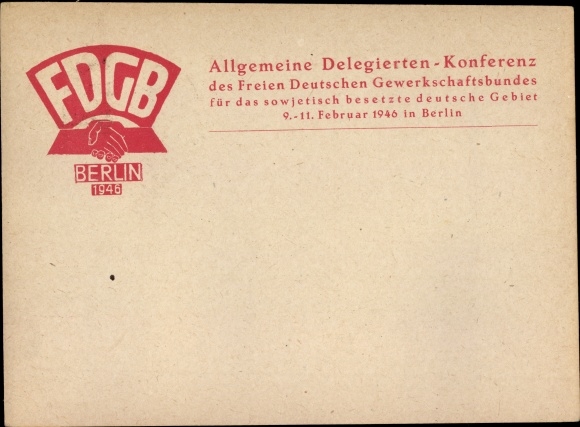 FDGB
BERLIN
1946
Allgemeine Delegierten-Konferenz
des Freien Deutschen Gewerkschaftsbundes
für das sowjetisch besetzte deutsche Gebiet
9.-11. Februar 1946 in Berlin